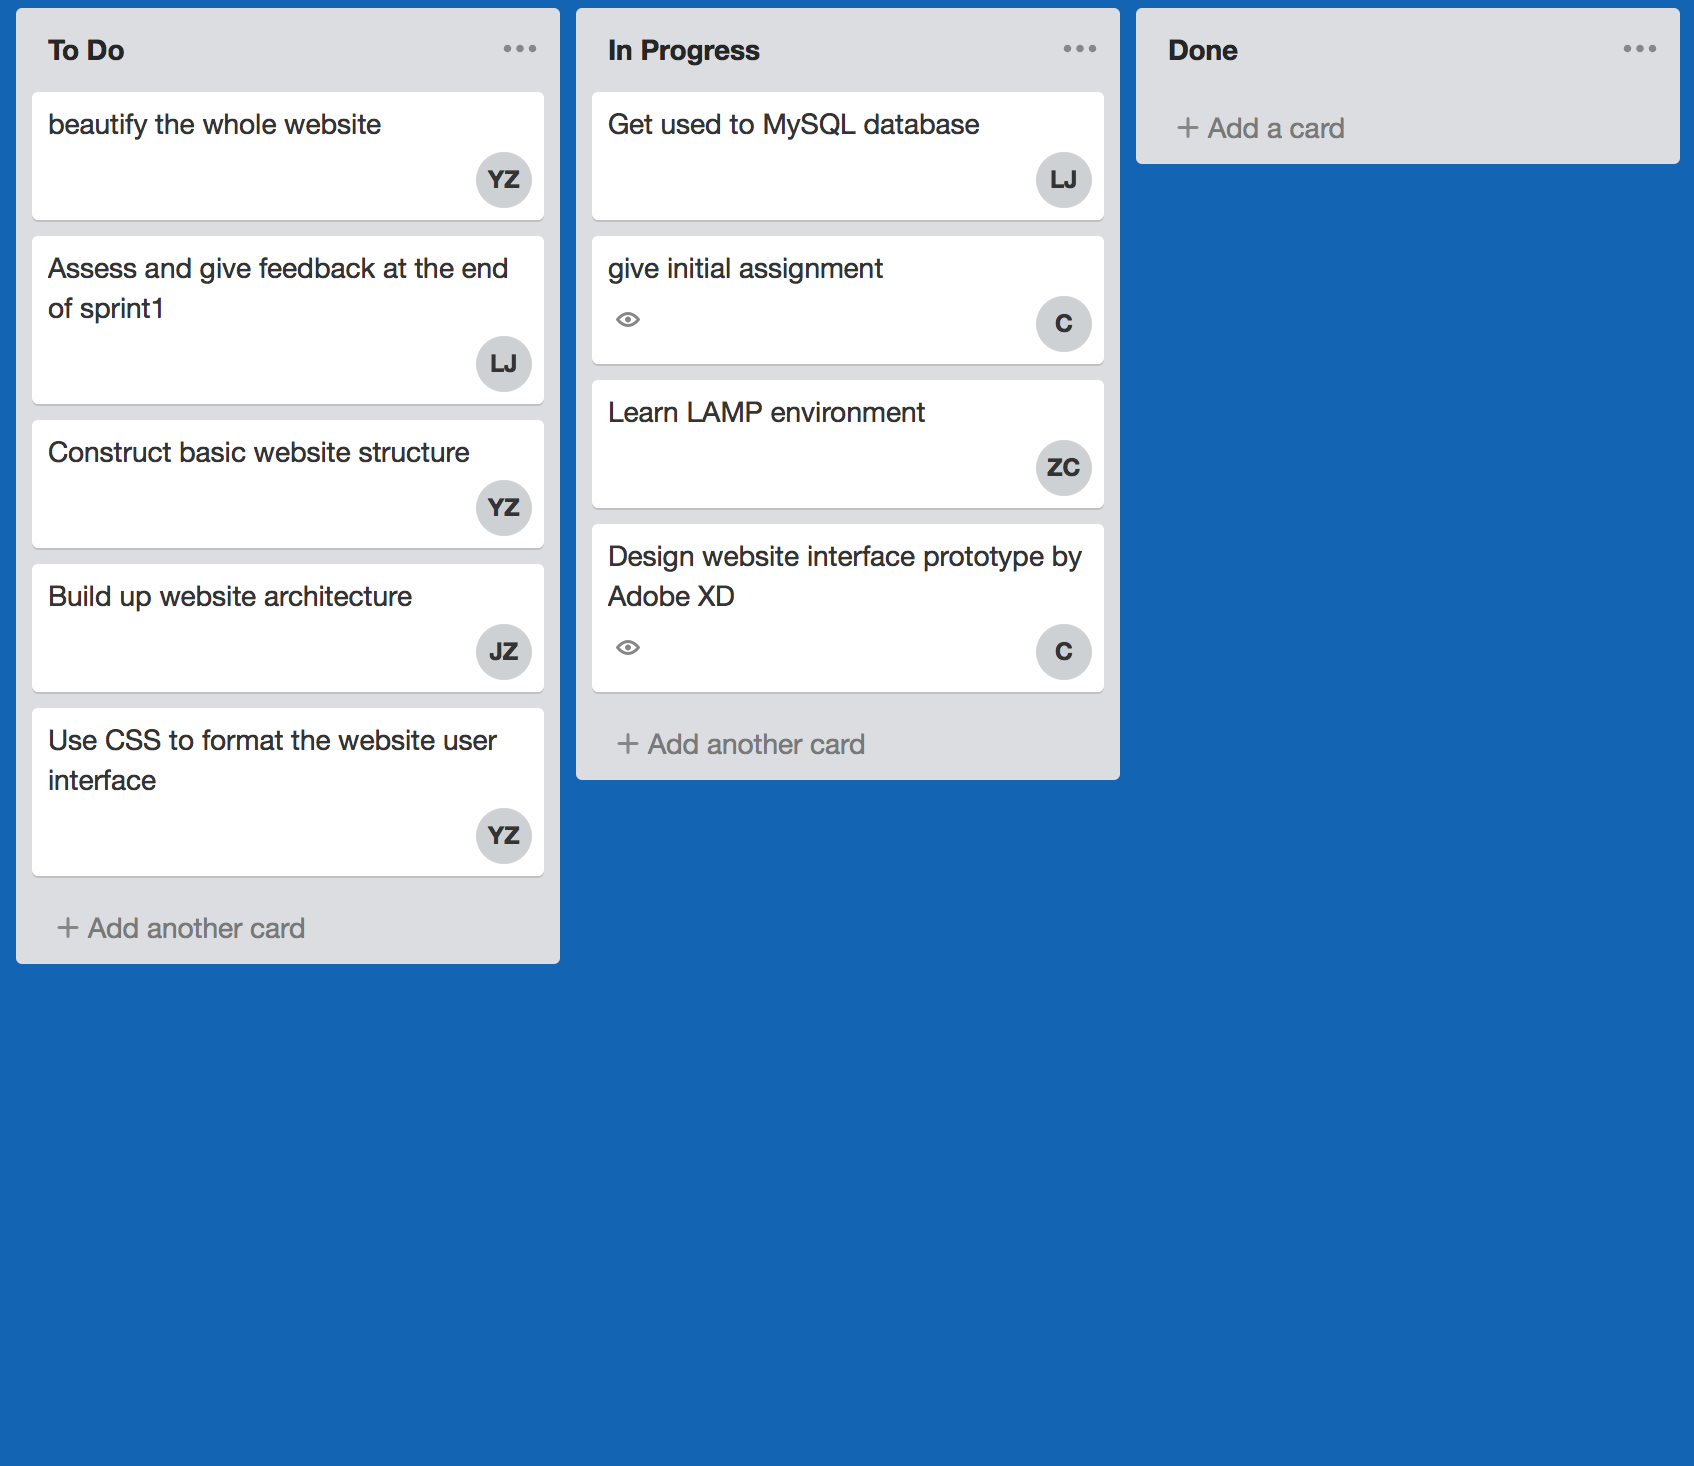 To Do
beautify the whole website
YZ
Assess and give feedback at the end
of sprint1
LJ
Construct basic website structure
YZ
Build up website architecture
JZ
Use CSS to format the website user
interface
YZ
+ Add another card
In Progress
Get used to MySQL database
LJ
give initial assignment
C
Learn LAMP environment
ZC
Design website interface prototype by
Adobe XD
C
+ Add another card
Done
+ Add a card